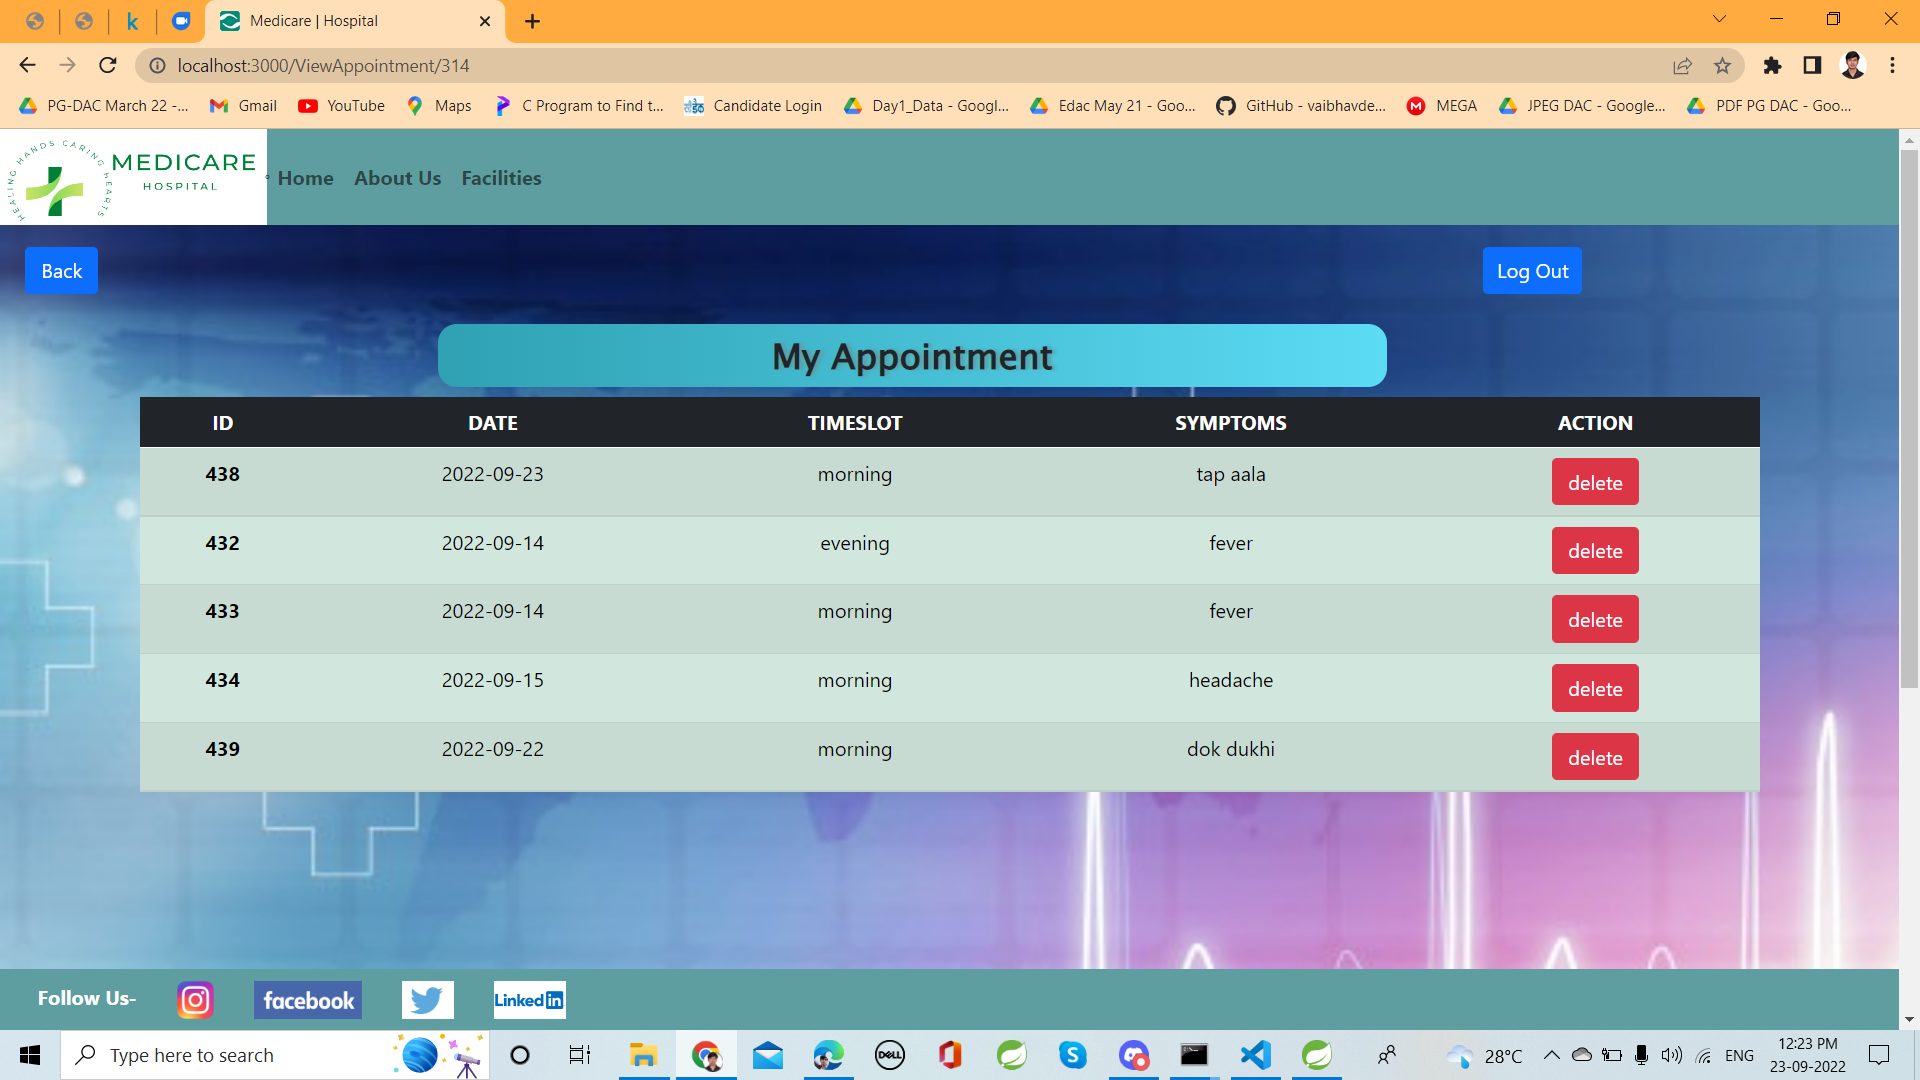 Medicare | Hospital
localhost:3000/ViewAppointment/314
PG-DAC March 22 -... Gmail YouTube Maps C Program to Find t... Candidate Login Day1_Data - Googl... Edac May 21 - Goo... GitHub - vaibhavde... MEGA JPEG DAC - Google... PDF PG DAC - Goo...
HEALING HANDS CARING HEARTS
MEDICARE
HOSPITAL
Home About Us Facilities
Back Log Out
My Appointment
ID DATE TIMESLOT SYMPTOMS ACTION
438 2022-09-23 morning tap aala delete
432 2022-09-14 evening fever delete
433 2022-09-14 morning fever delete
434 2022-09-15 morning headache delete
439 2022-09-22 morning dok dukhi delete
Follow Us- facebook Linked in
Type here to search DELL 28°C ENG 12:23 PM
23-09-2022